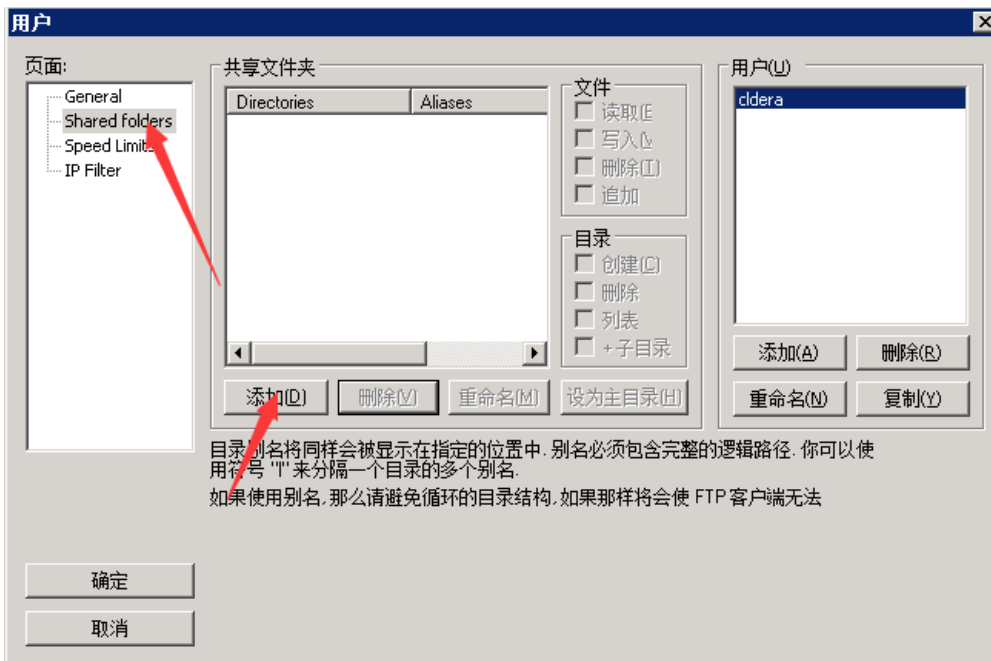 用户
页面:
General
Shared folders
Speed Limits
IP Filter
共享文件夹
Directories
Aliases
文件
读取(E
写入(
删除(T)
追加
目录
创建(C)
删除
列表
+子目录
添加(D)
删除(V)
重命名(M)
设为主目录(H)
用户(U)
cldera
添加(A)
删除(R)
重命名(N)
复制(Y)
目录别名将同样会被显示在指定的位置中. 别名必须包含完整的逻辑路径. 你可以使
用符号 "|" 来分隔一个目录的多个别名.
如果使用别名, 那么请避免循环的目录结构, 如果那样将会使 FTP 客户端无法
确定
取消